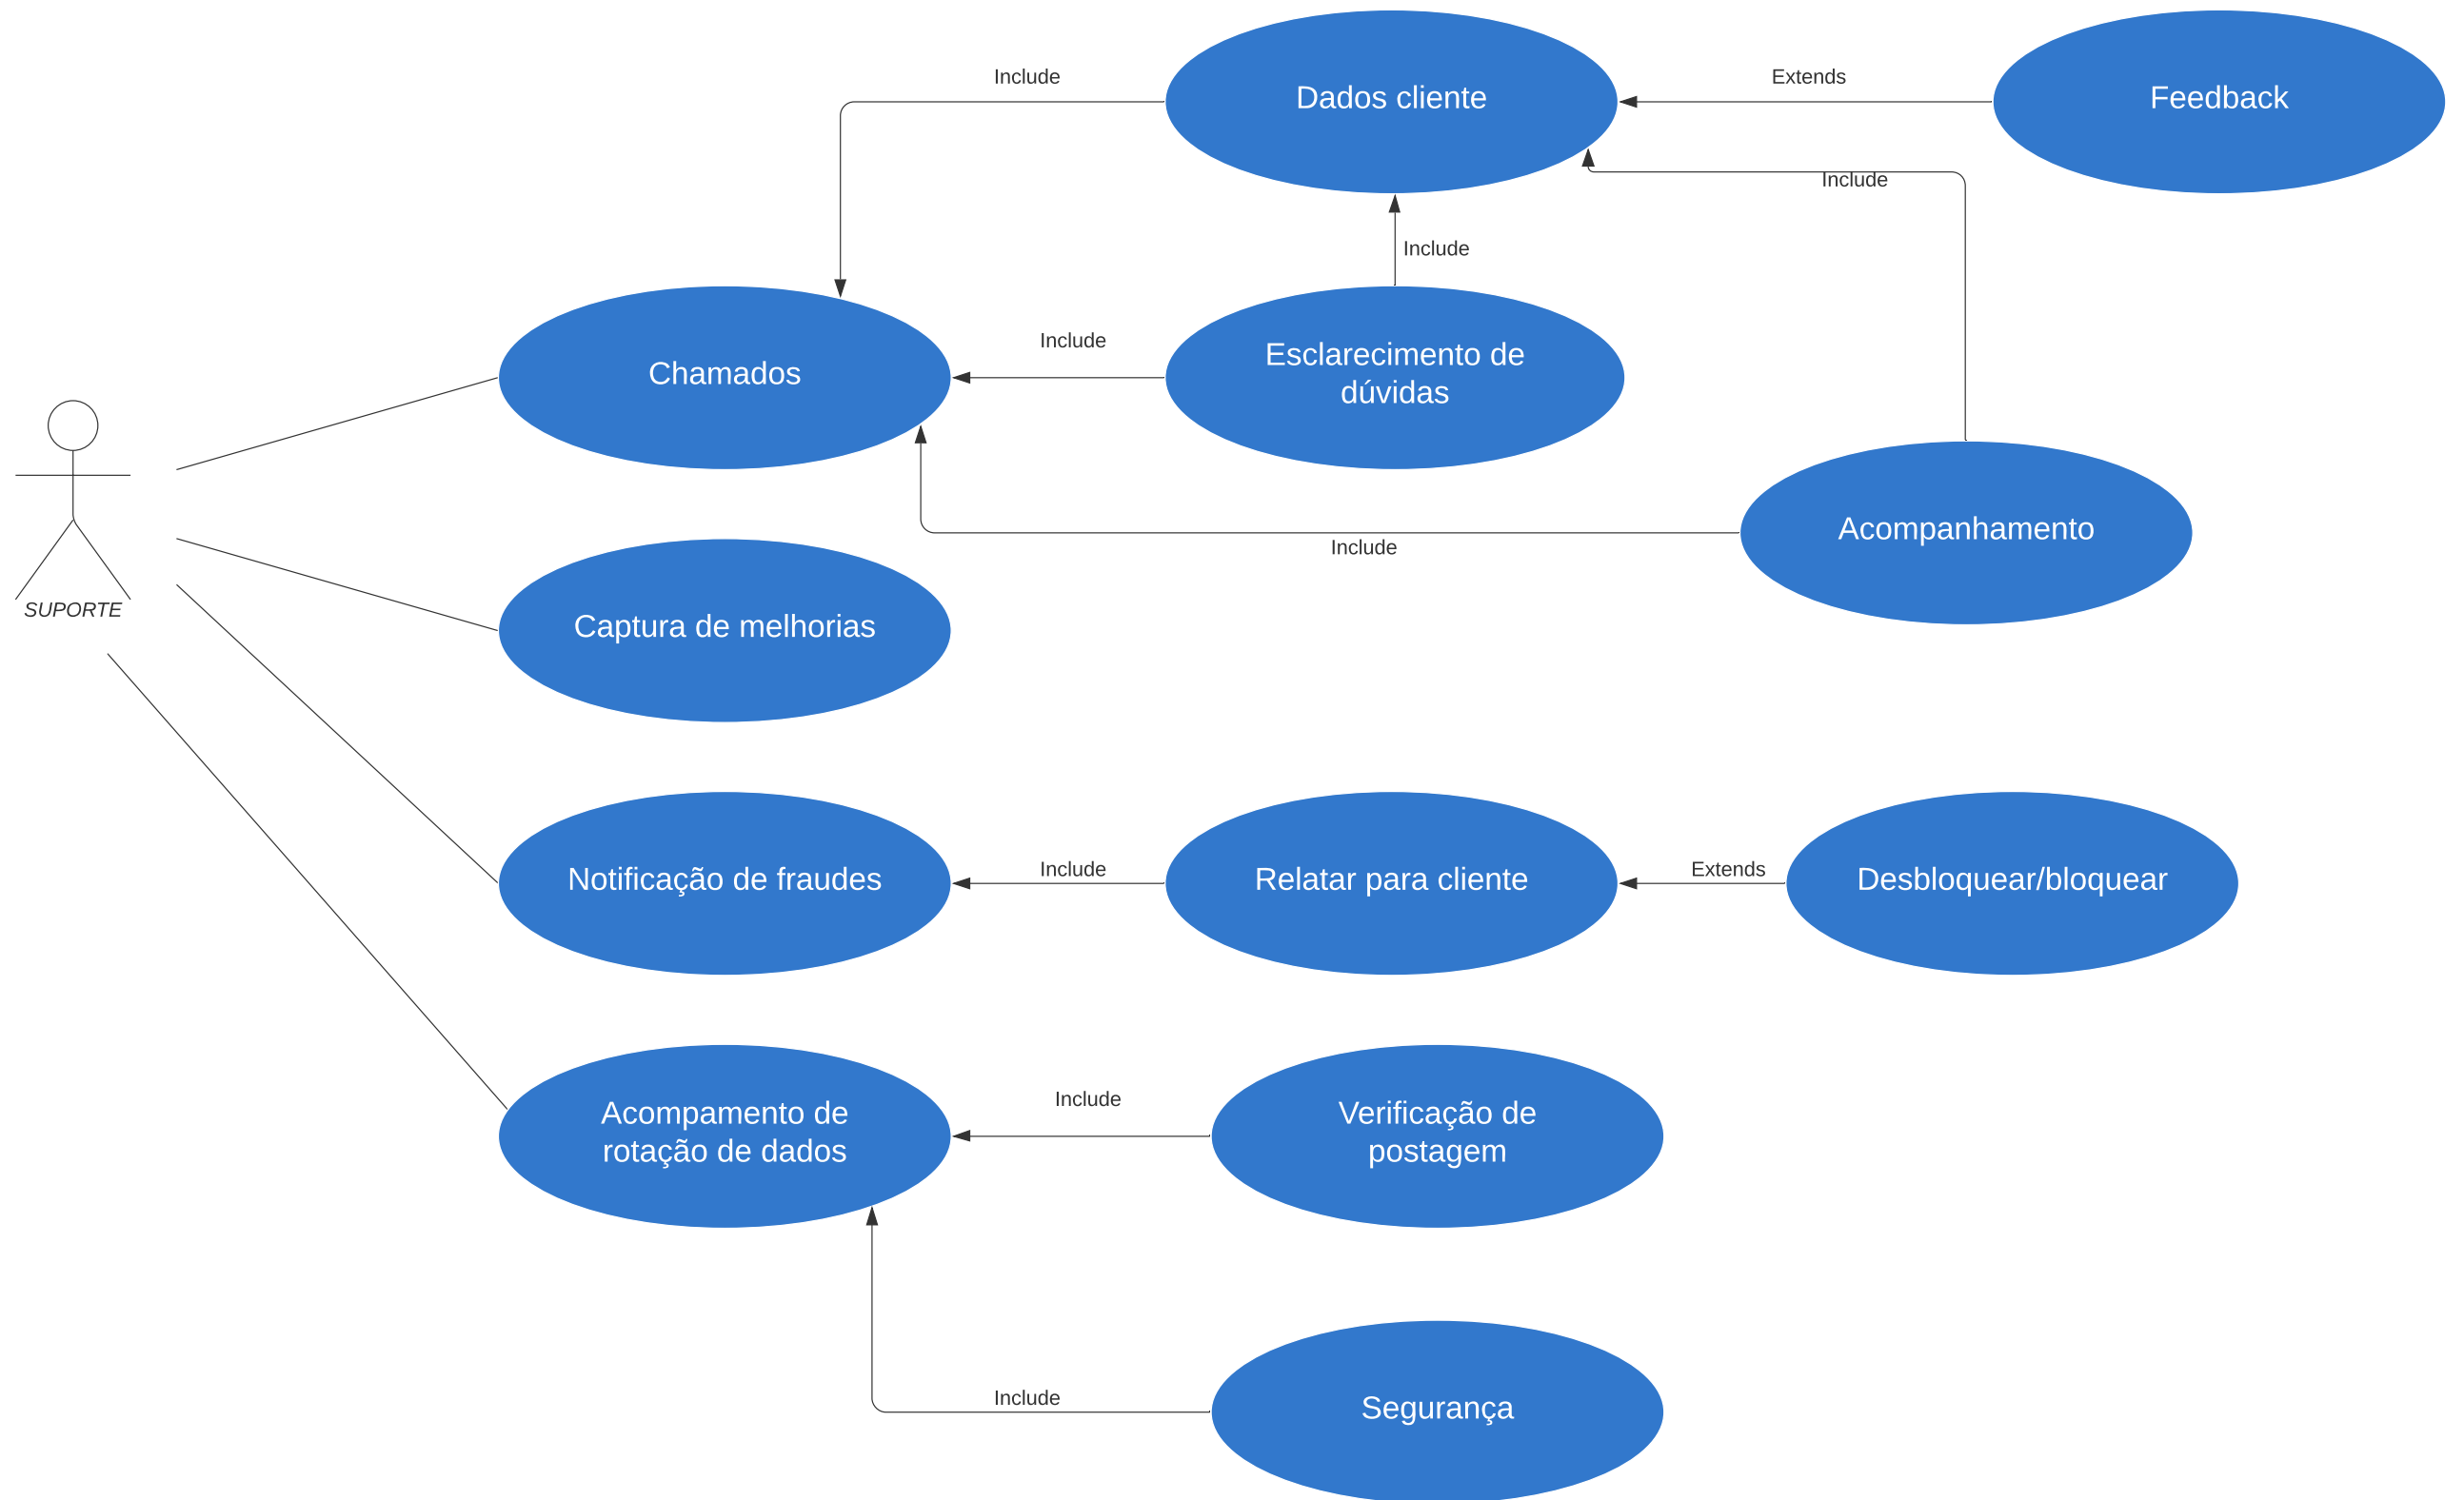 Include
Dados cliente
Extends
Feedback
Include
Include
Chamados
Include
Esclarecimento de
dúvidas
SUPORTE
Include
Acompanhamento
Captura de melhorias
Notificação de fraudes
Include
Relatar para cliente
Extends
Desbloquear/bloquear
Acompamento de
rotação de dados
Include
Verificação de
postagem
Include
Segurança